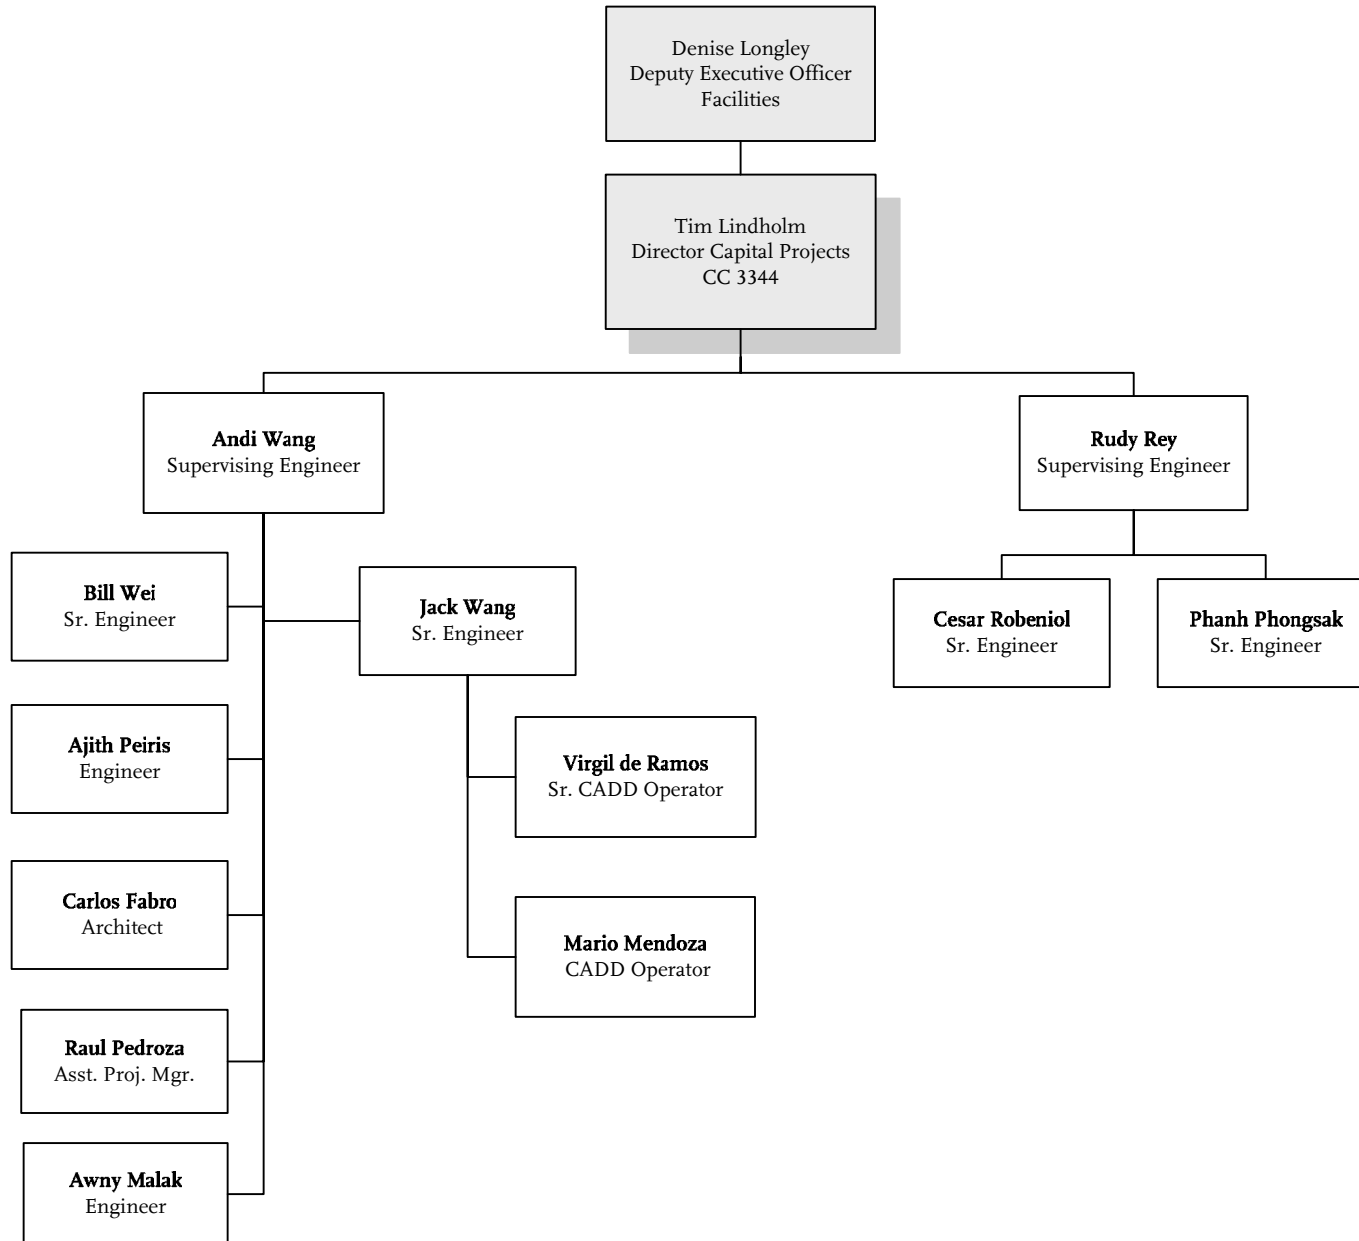 Denise Longley
Deputy Executive Officer
Facilities
Tim Lindholm
Director Capital Projects
CC 3344
Andi Wang
Supervising Engineer
Rudy Rey
Supervising Engineer
Bill Wei
Sr. Engineer
Jack Wang
Sr. Engineer
Cesar Robeniol
Sr. Engineer
Phanh Phongsak
Sr. Engineer
Ajith Peiris
Engineer
Virgil de Ramos
Sr. CADD Operator
Carlos Fabro
Architect
Mario Mendoza
CADD Operator
Raul Pedroza
Asst. Proj. Mgr.
Awny Malak
Engineer